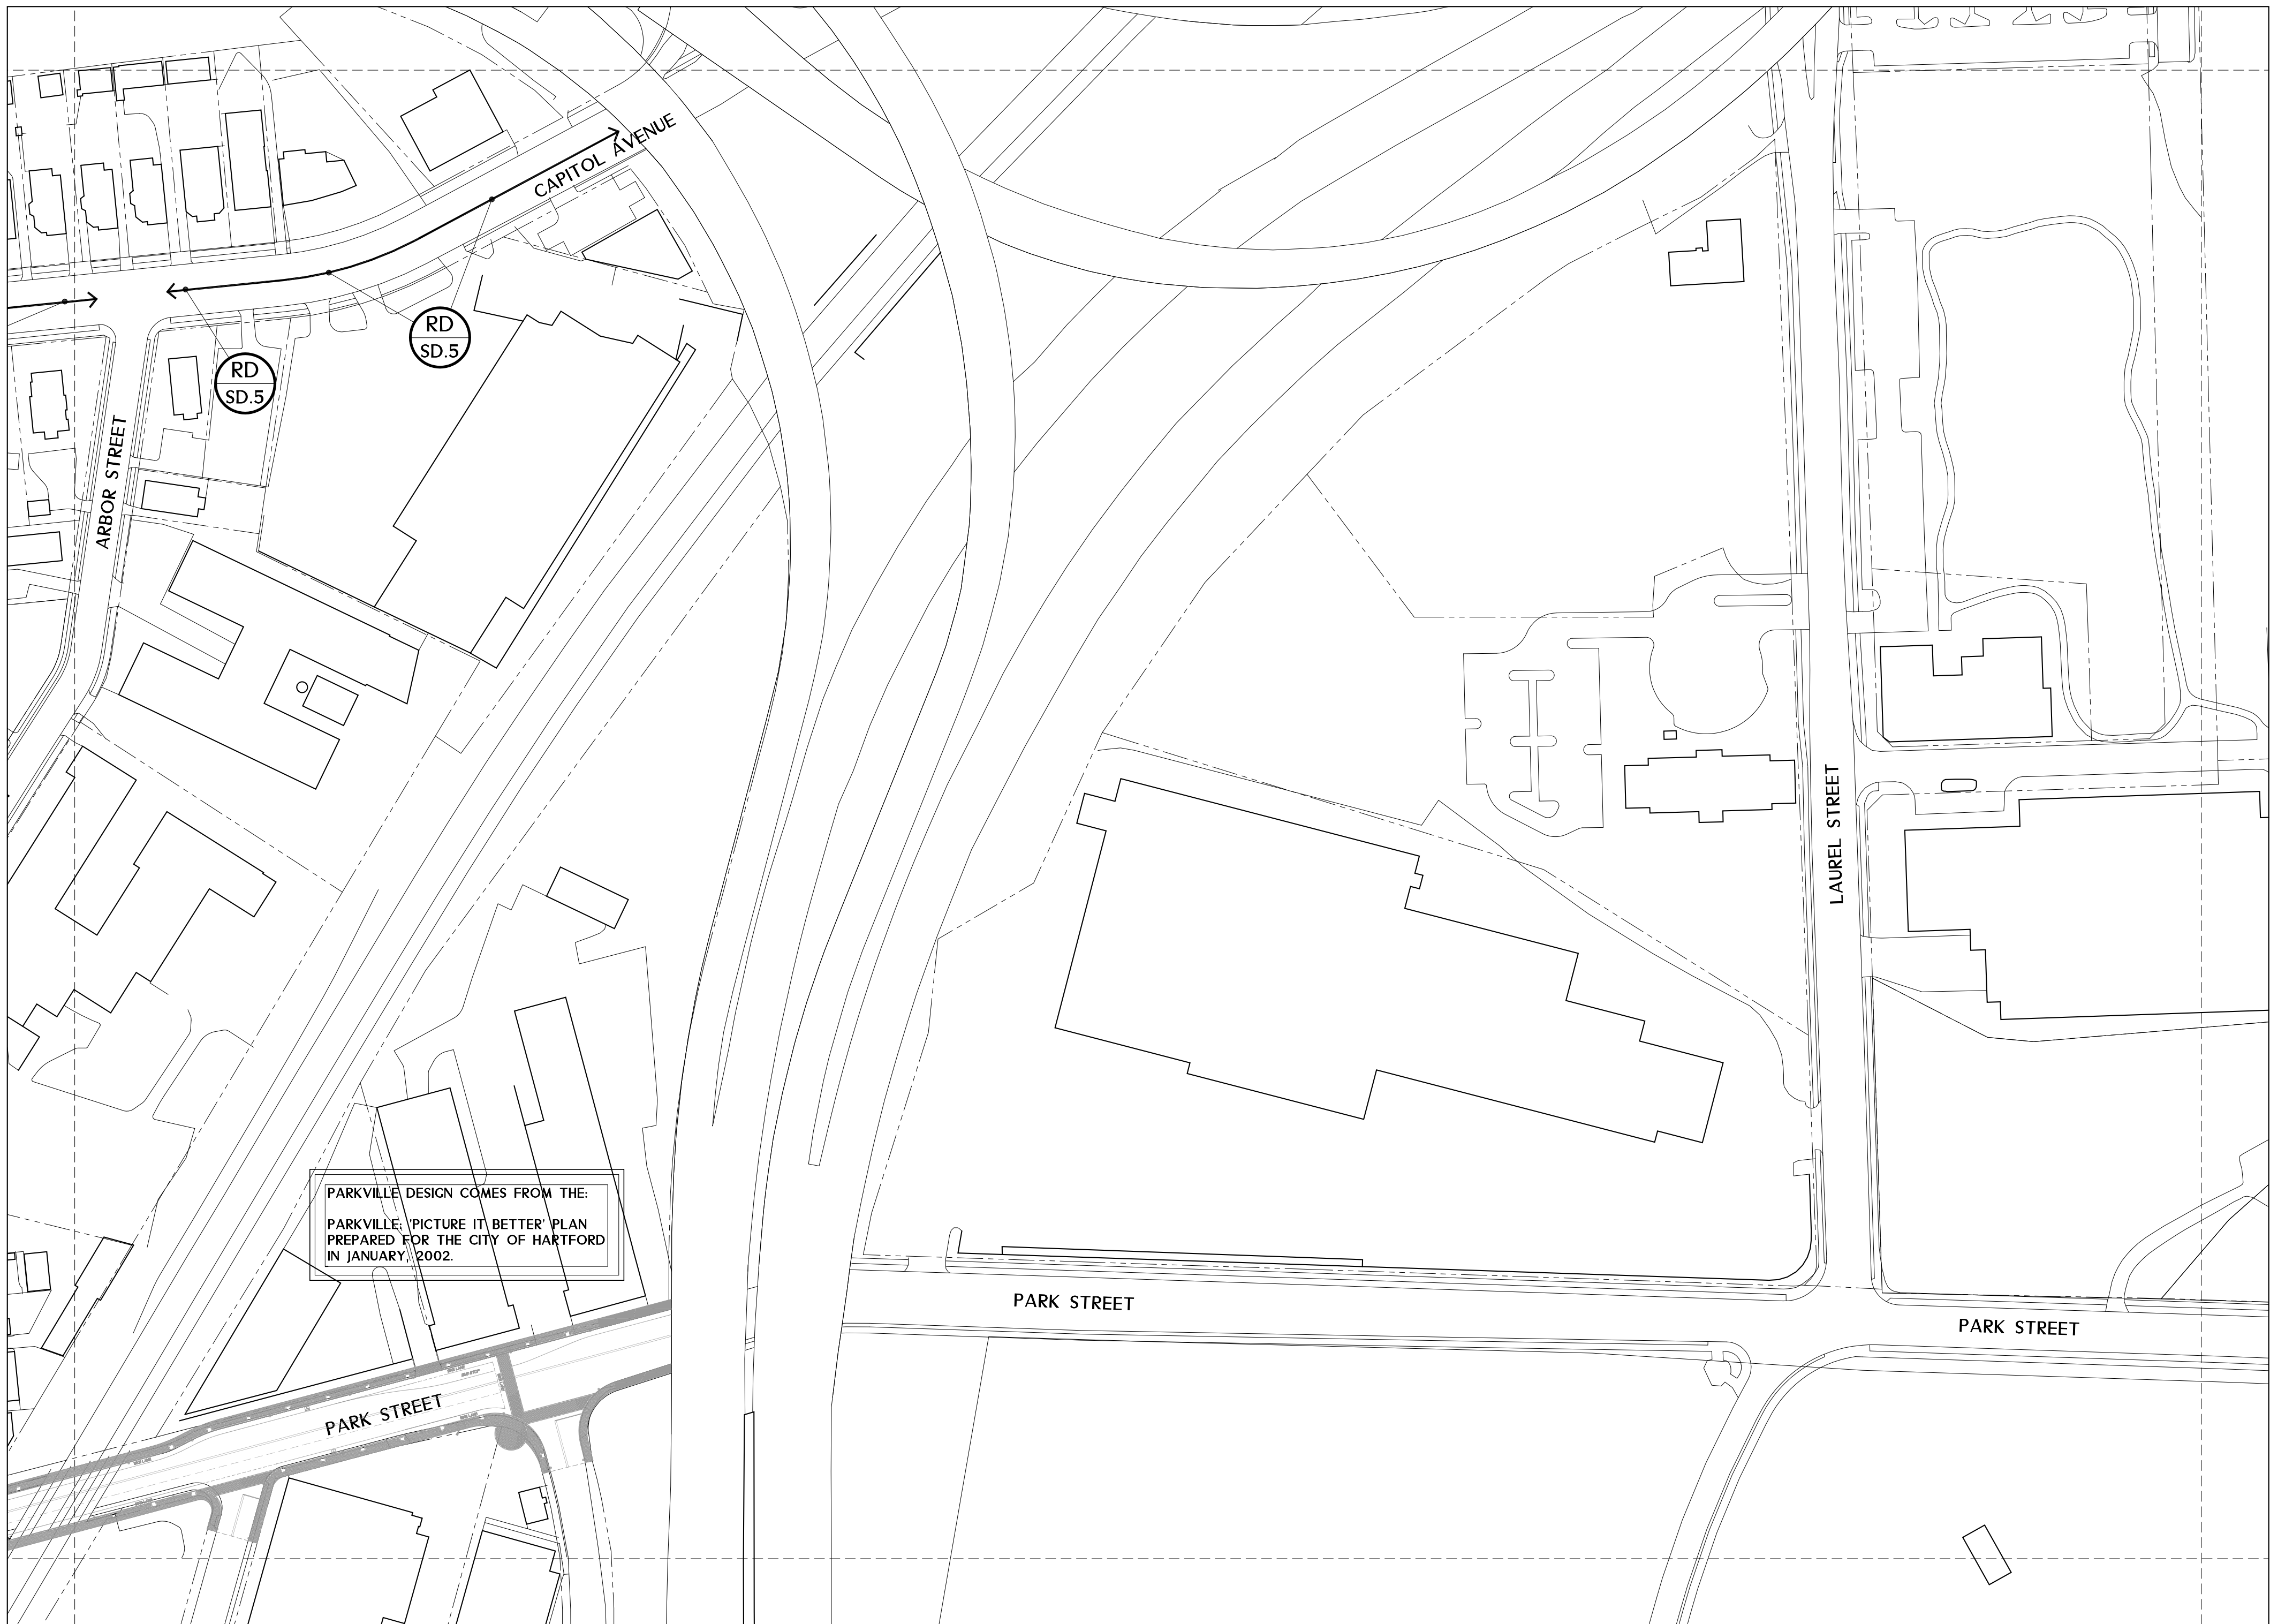 CAPITOL AVENUE
RD
SD.5
RD
SD.5
ARBOR STREET
LAUREL STREET
PARKVILLE DESIGN COMES FROM THE:
PARKVILLE: 'PICTURE IT BETTER' PLAN
PREPARED FOR THE CITY OF HARTFORD
IN JANUARY, 2002.
PARK STREET
PARK STREET
PARK STREET